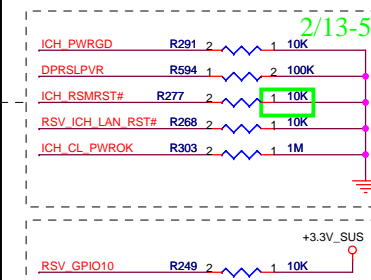 2/13-5
ICH_PWRGD R291 2 1 10K
DPRSLPVR R594 1 2 100K
ICH_RSMRST# R277 2 1 10K
RSV_ICH_LAN_RST# R268 2 1 10K
ICH_CL_PWROK R303 2 1 1M
+3.3V_SUS
RSV_GPIO10 R249 2 1 10K